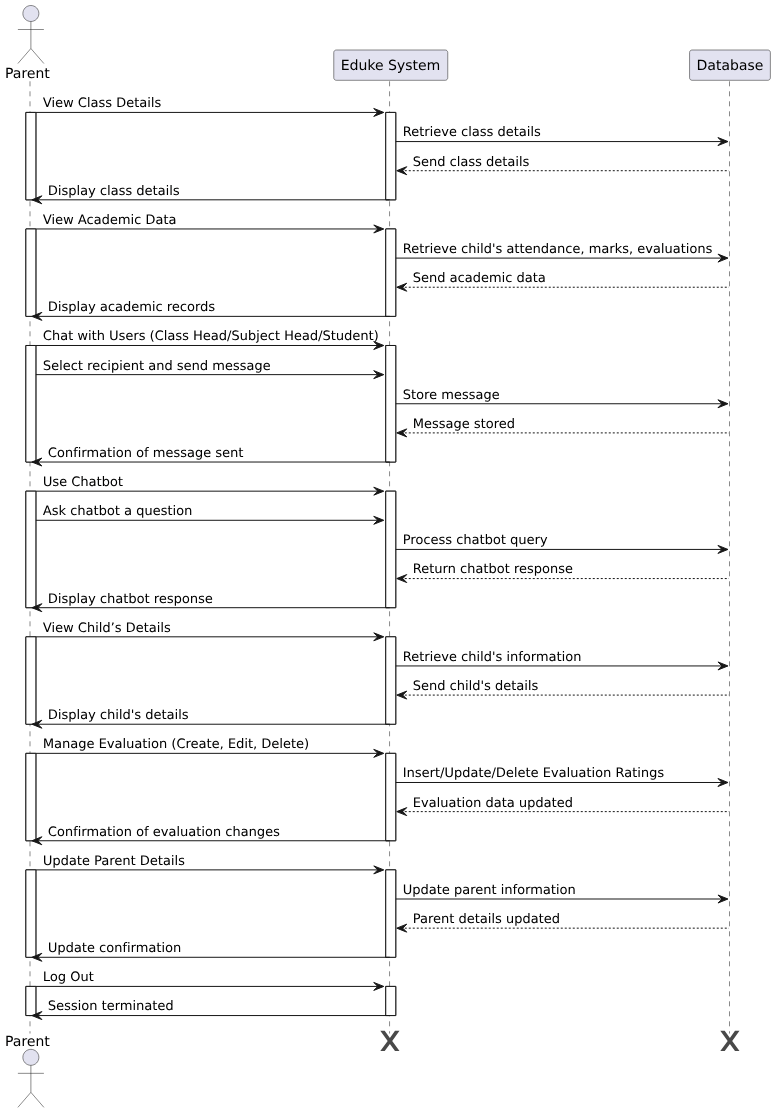 Parent
Eduke System
Database
View Class Details
Retrieve class details
Send class details
Display class details
View Academic Data
Retrieve child's attendance, marks, evaluations
Send academic data
Display academic records
Chat with Users (Class Head/Subject Head/Student)
Select recipient and send message
Store message
Message stored
Confirmation of message sent
Use Chatbot
Ask chatbot a question
Process chatbot query
Return chatbot response
Display chatbot response
View Child’s Details
Retrieve child's information
Send child's details
Display child's details
Manage Evaluation (Create, Edit, Delete)
Insert/Update/Delete Evaluation Ratings
Evaluation data updated
Confirmation of evaluation changes
Update Parent Details
Update parent information
Parent details updated
Update confirmation
Log Out
Session terminated
Parent